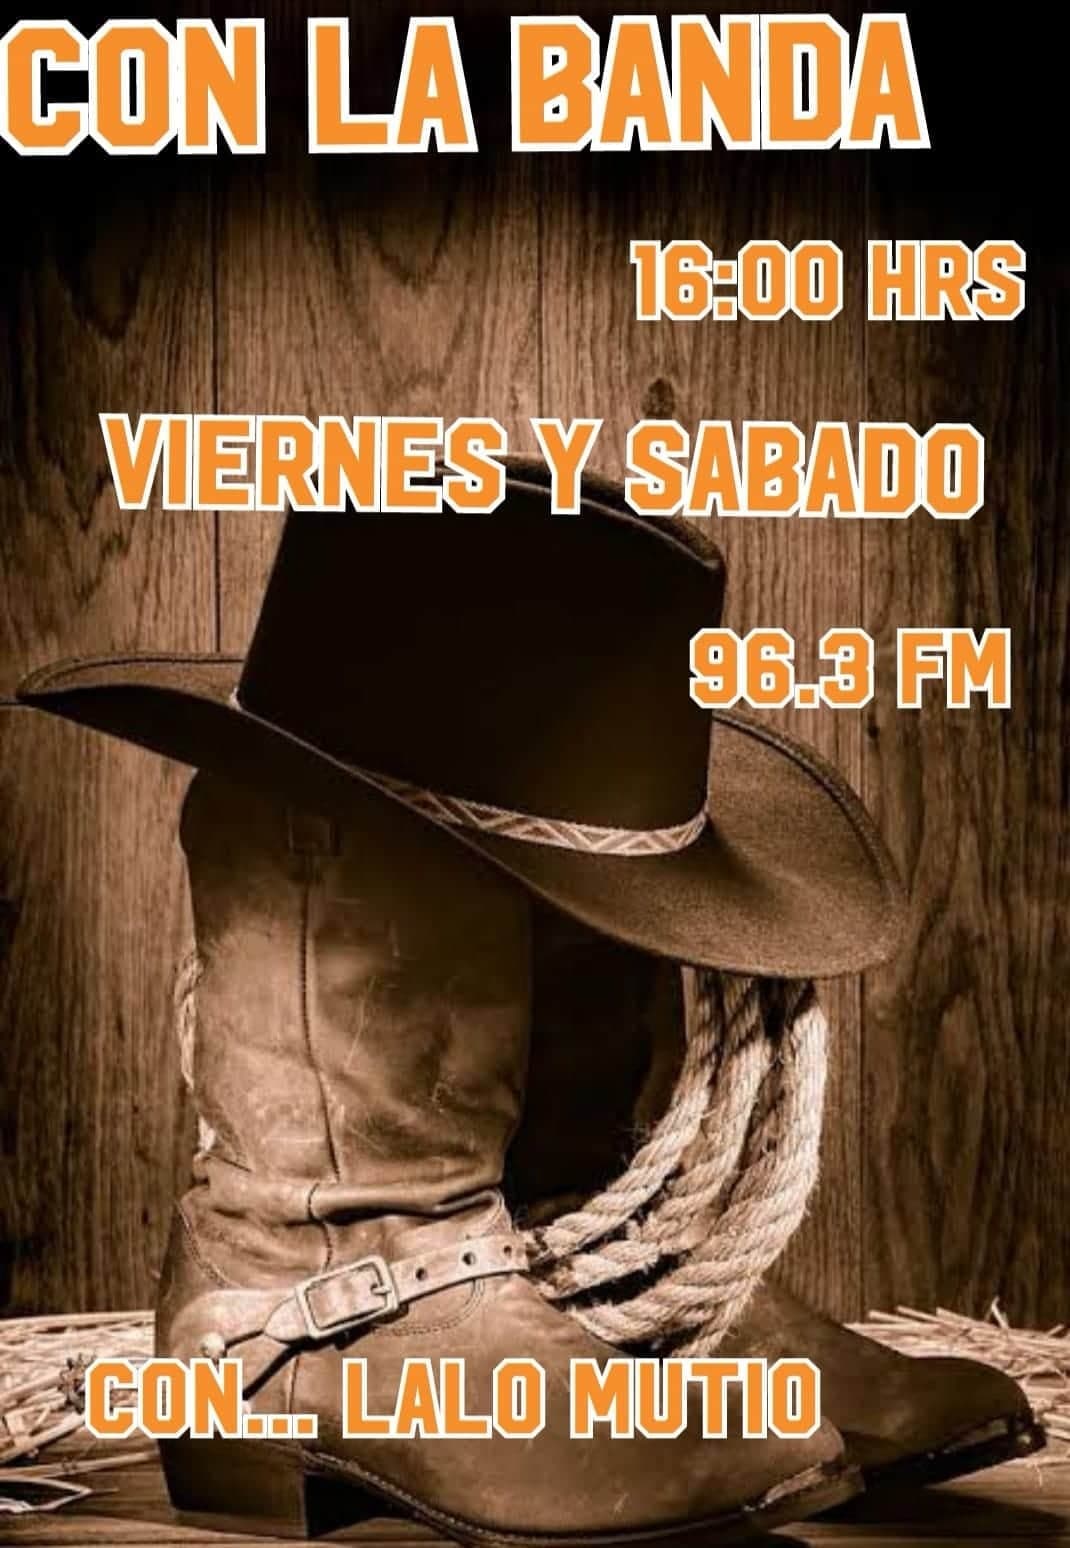 CON LA BANDA
16:00 HRS
VIERNES Y SABADO
96.3 FM
CON... LALO MUTIO